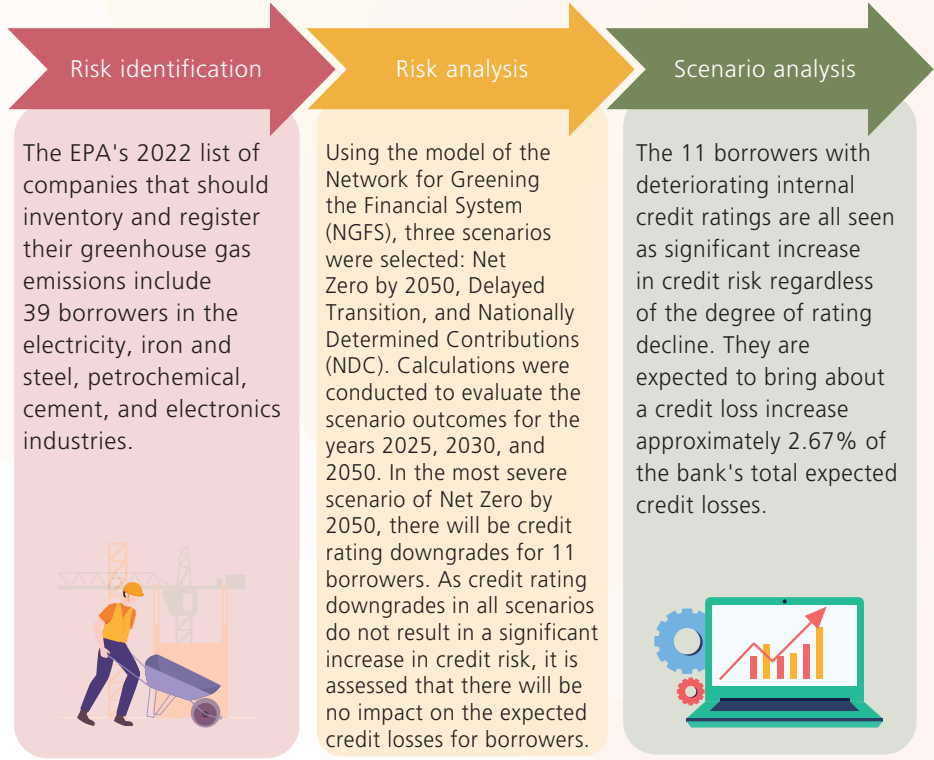 Risk identification
The EPA's 2022 list of
companies that should
inventory and register
their greenhouse gas
emissions include
39 borrowers in the
electricity, iron and
steel, petrochemical,
cement, and electronics
industries.
Risk analysis
Using the model of the
Network for Greening
the Financial System
(NGFS), three scenarios
were selected: Net
Zero by 2050, Delayed
Transition, and Nationally
Determined Contributions
(NDC). Calculations were
conducted to evaluate the
scenario outcomes for the
years 2025, 2030, and
2050. In the most severe
scenario of Net Zero by
2050, there will be credit
rating downgrades for 11
borrowers. As credit rating
downgrades in all scenarios
do not result in a significant
increase in credit risk, it is
assessed that there will be
no impact on the expected
credit losses for borrowers.
Scenario analysis
The 11 borrowers with
deteriorating internal
credit ratings are all seen
as significant increase
in credit risk regardless
of the degree of rating
decline. They are
expected to bring about
a credit loss increase
approximately 2.67% of
the bank's total expected
credit losses.